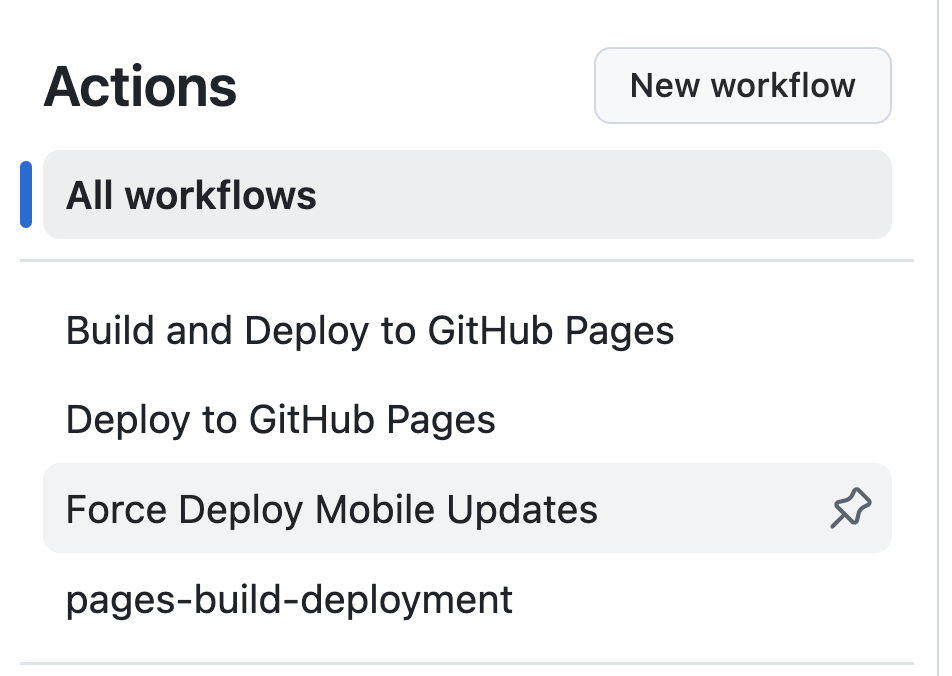 Actions
New workflow
All workflows
Build and Deploy to GitHub Pages
Deploy to GitHub Pages
Force Deploy Mobile Updates
pages-build-deployment